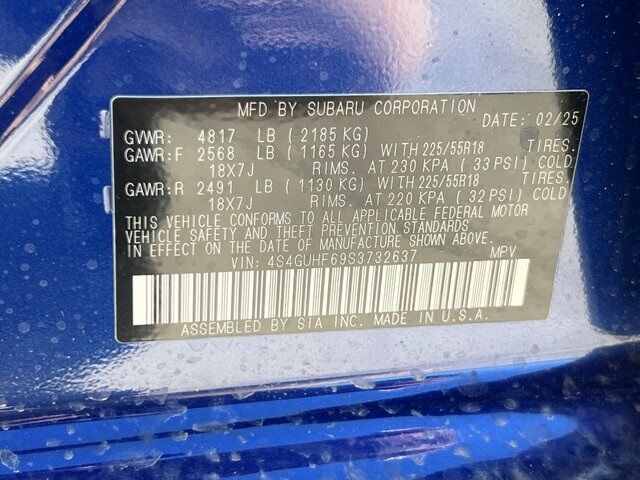 MFD BY SUBARU CORPORATION DATE: 02/25
GVWR: 4817 LB ( 2185 KG)
GAWR: F 2568 LB ( 1165 KG) WITH 225/55R18 TIRES.
18X7J RIMS. AT 230 KPA ( 33 PSI) COLD
GAWR: R 2491 LB ( 1130 KG) WITH 225/55R18 TIRES.
18X7J RIMS. AT 220 KPA ( 32 PSI) COLD
THIS VEHICLE CONFORMS TO ALL APPLICABLE FEDERAL MOTOR
VEHICLE SAFETY AND THEFT PREVENTION STANDARDS
IN EFFECT ON THE DATE OF MANUFACTURE SHOWN ABOVE.
VIN: 4S4GUHF69S3732637 MPV
ASSEMBLED BY SIA INC. MADE IN U.S.A.